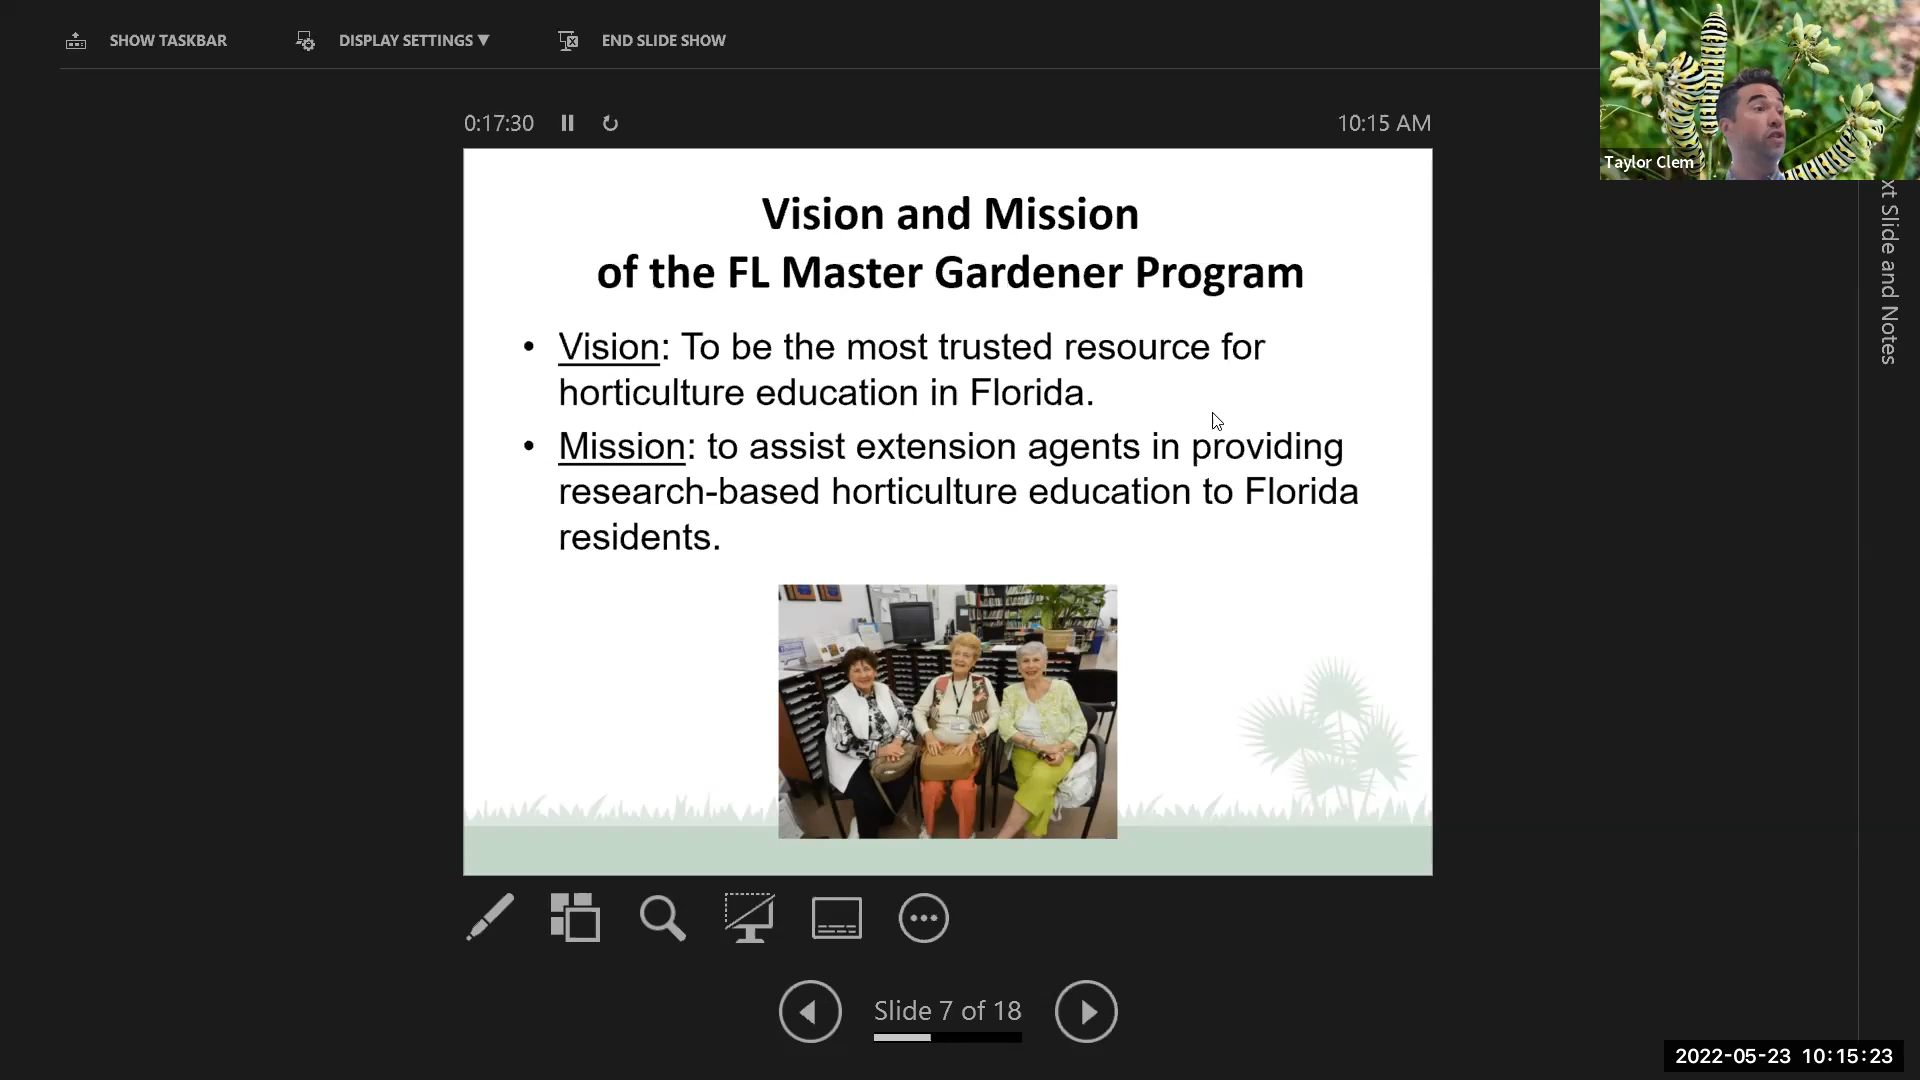 SHOW TASKBAR
DISPLAY SETTINGS ▼
END SLIDE SHOW
0:17:30
10:15 AM
Taylor Clem
xt Slide and Notes
Vision and Mission
of the FL Master Gardener Program
• Vision: To be the most trusted resource for
horticulture education in Florida.
• Mission: to assist extension agents in providing
research-based horticulture education to Florida
residents.
Slide 7 of 18
2022-05-23 10:15:23